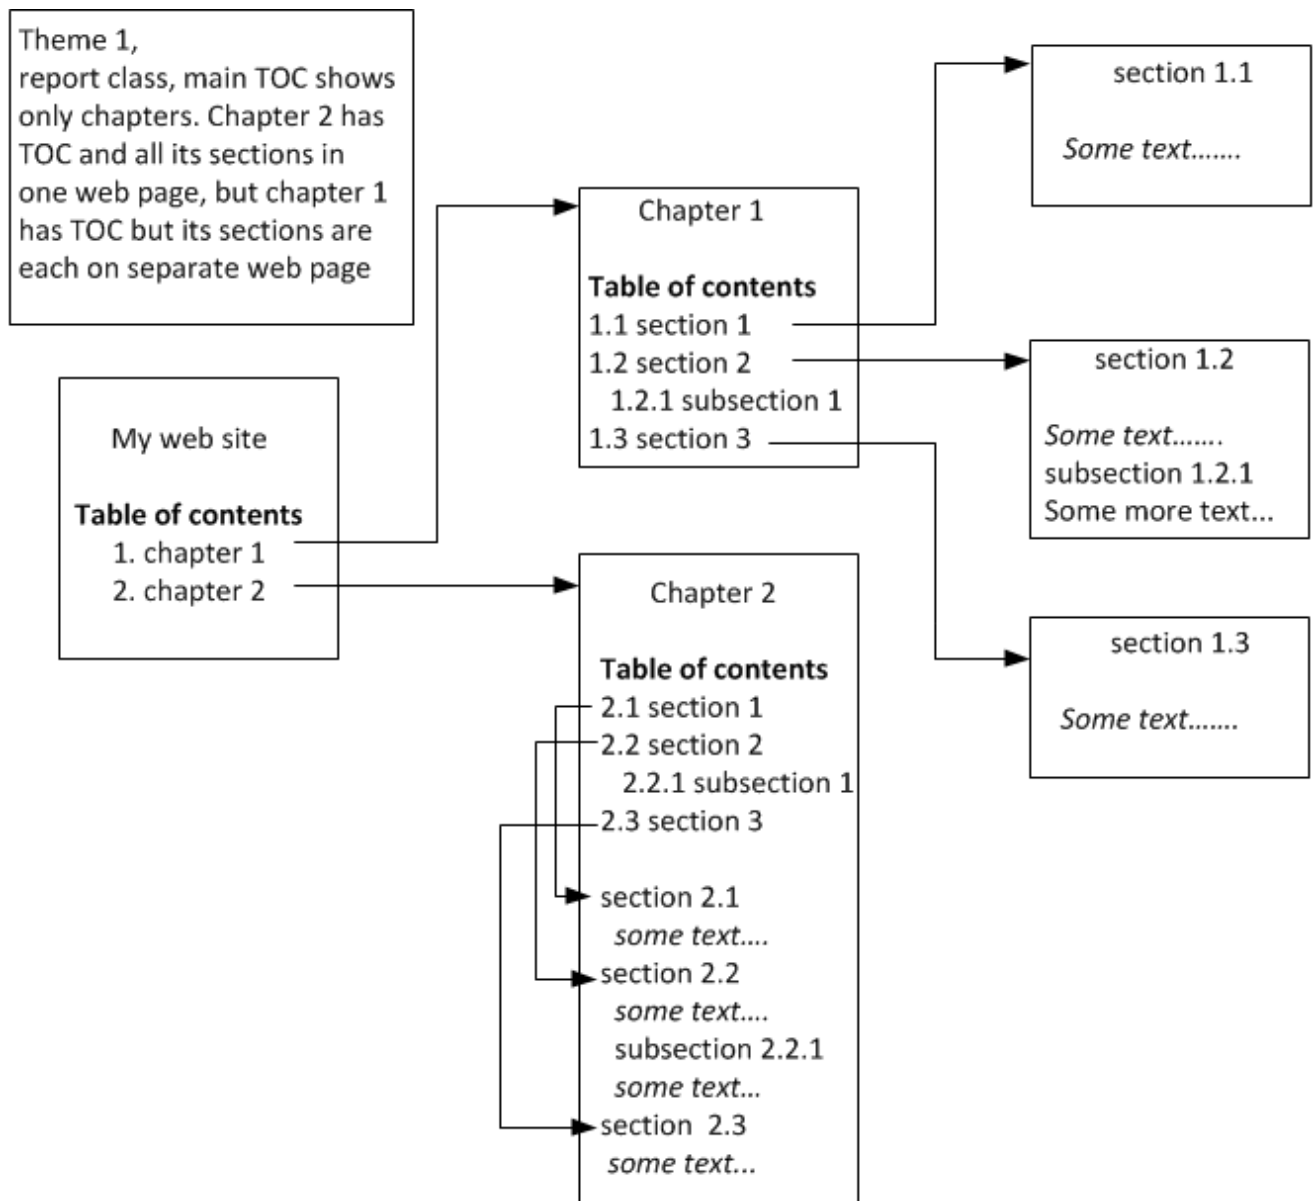 Theme 1,
report class, main TOC shows
only chapters. Chapter 2 has
TOC and all its sections in
one web page, but chapter 1
has TOC but its sections are
each on separate web page
My web site
Table of contents
1. chapter 1
2. chapter 2
Chapter 1
Table of contents
1.1 section 1
1.2 section 2
1.2.1 subsection 1
1.3 section 3
Chapter 2
Table of contents
2.1 section 1
2.2 section 2
2.2.1 subsection 1
2.3 section 3
section 2.1
some text....
section 2.2
some text....
subsection 2.2.1
some text...
section  2.3
some text...
section 1.1
Some text.......
section 1.2
Some text.......
subsection 1.2.1
Some more text...
section 1.3
Some text.......